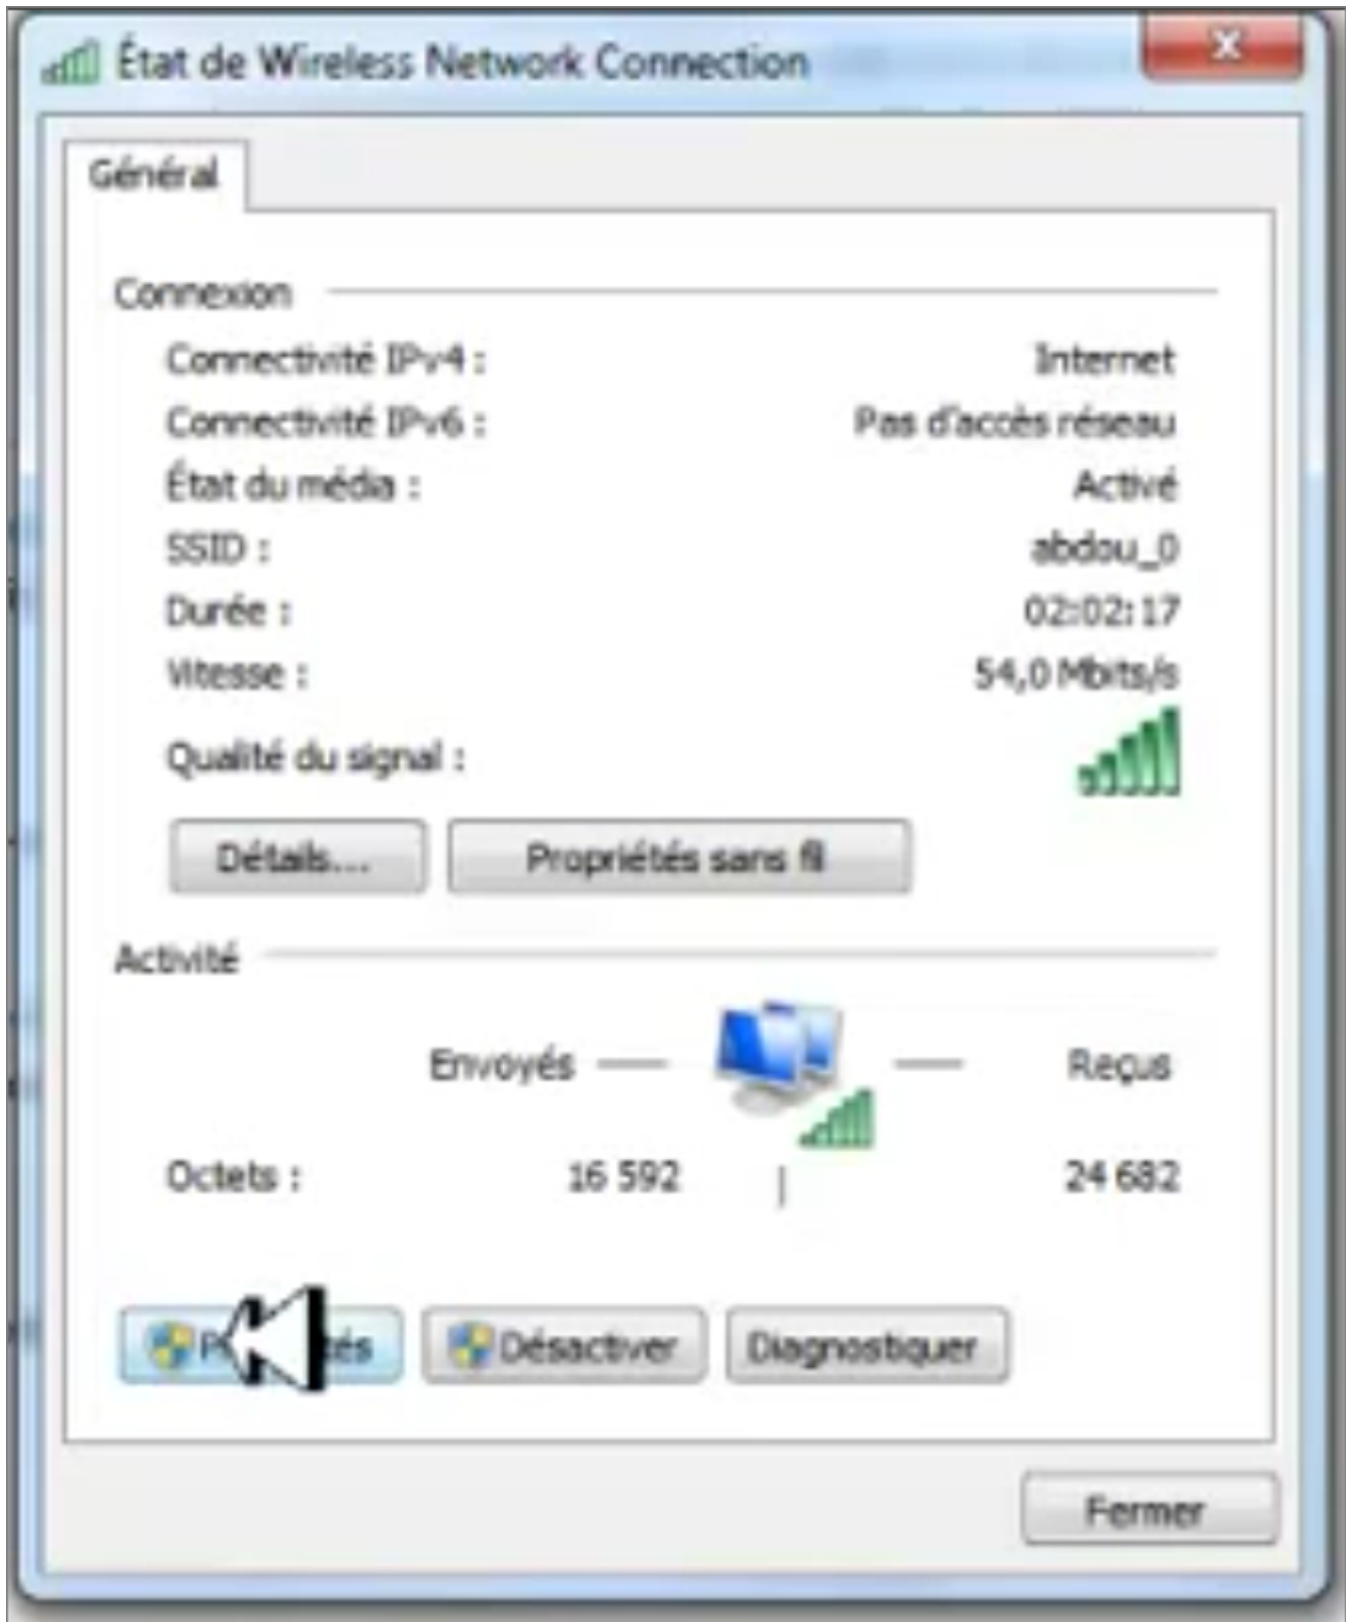 État de Wireless Network Connection
Général
Connexion
Connectivité IPv4 : Internet
Connectivité IPv6 : Pas d'accès réseau
État du média : Activé
SSID : abdou_0
Durée : 02:02:17
Vitesse : 54,0 Mbits/s
Qualité du signal :
Détails... Propriétés sans fil
Activité
Envoyés Reçus
Octets : 16 592 24 682
Désactiver Diagnostiquer
Fermer